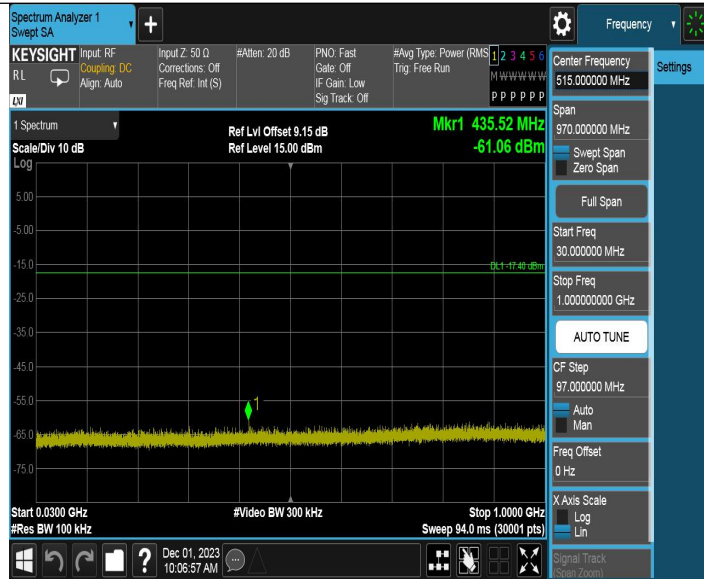 Spectrum Analyzer 1
Swept SA
+
Frequency
KEYSIGHT
RL
LXI
Input: RF
Coupling: DC
Align: Auto
Input Z: 50 Ω
Corrections: Off
Freq Ref: Int (S)
#Atten: 20 dB
PNO: Fast
Gate: Off
IF Gain: Low
Sig Track: Off
#Avg Type: Power (RMS
Trig: Free Run
1 2 3 4 5 6
M W W W W W
P P P P P P
Center Frequency
515.000000 MHz
Settings
Span
970.000000 MHz
Swept Span
Zero Span
Full Span
Start Freq
30.000000 MHz
Stop Freq
1.000000000 GHz
AUTO TUNE
CF Step
97.000000 MHz
Auto
Man
Freq Offset
0 Hz
X Axis Scale
Log
Lin
Signal Track
(Span Zoom)
1 Spectrum
Scale/Div 10 dB
Ref Lvl Offset 9.15 dB
Ref Level 15.00 dBm
Mkr1 435.52 MHz
-61.06 dBm
Log
5.00
-5.00
-15.0
DL1 -17.40 dBm
-25.0
-35.0
-45.0
-55.0
1
-65.0
-75.0
Start 0.0300 GHz
#Video BW 300 kHz
Stop 1.0000 GHz
#Res BW 100 kHz
Sweep 94.0 ms (30001 pts)
?
Dec 01, 2023
10:06:57 AM